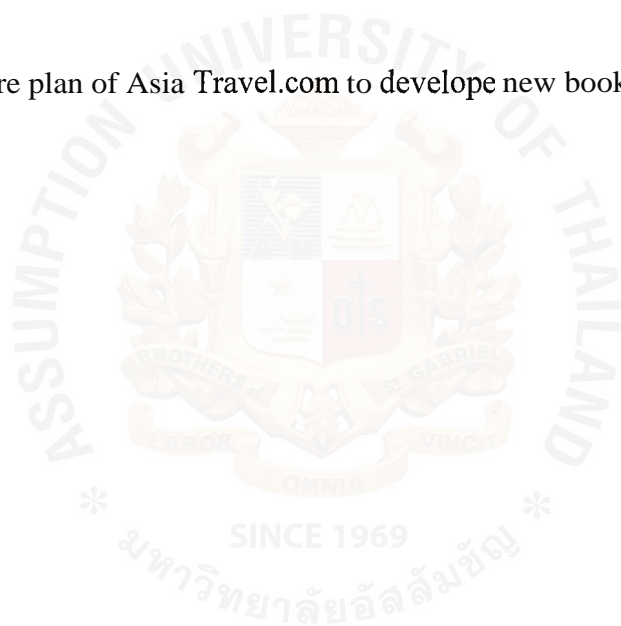 re plan of Asia Travel.com to develope new book
ASSUMPTION UNIVERSITY OF THAILAND
A M
D S
BROTHERS of ST GABRIEL
LABOR VINCIT
OMNIA
SINCE 1969
* มหาวิทยาลัยอัสสัมชัญ *